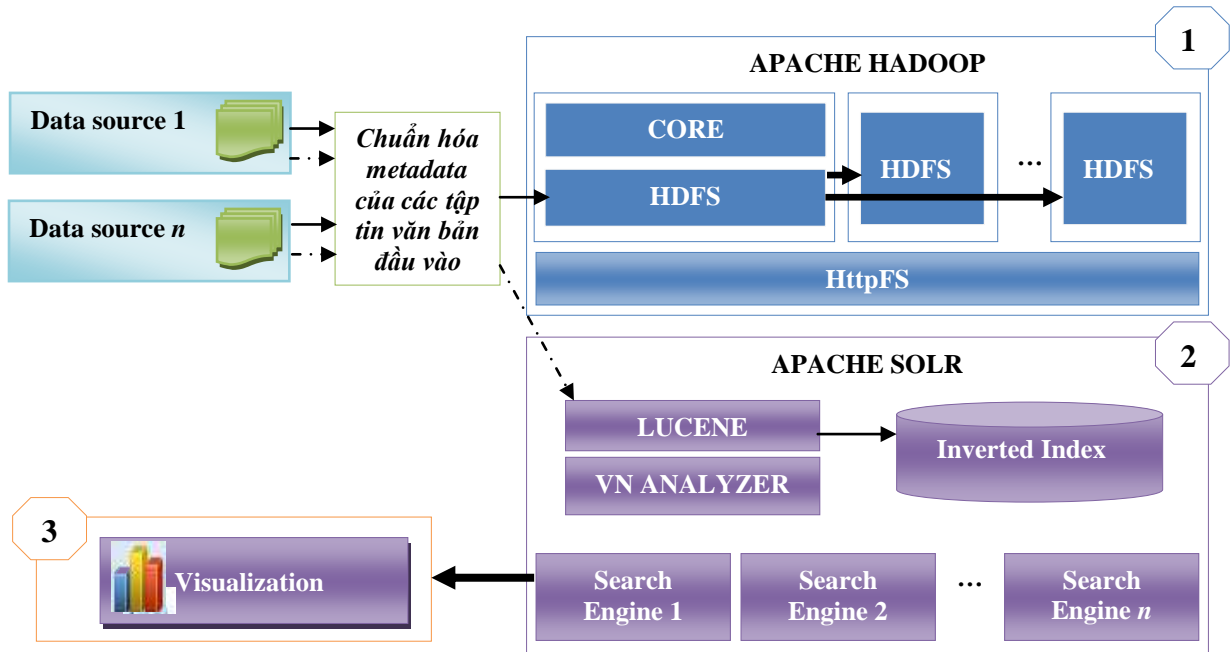 1
APACHE HADOOP
Data source 1
Chuẩn hóa
metadata
của các tập
tin văn bản
đầu vào
CORE
HDFS
HDFS
...
HDFS
Data source n
HttpFS
2
APACHE SOLR
LUCENE
VN ANALYZER
Inverted Index
3
Visualization
Search
Engine 1
Search
Engine 2
...
Search
Engine n